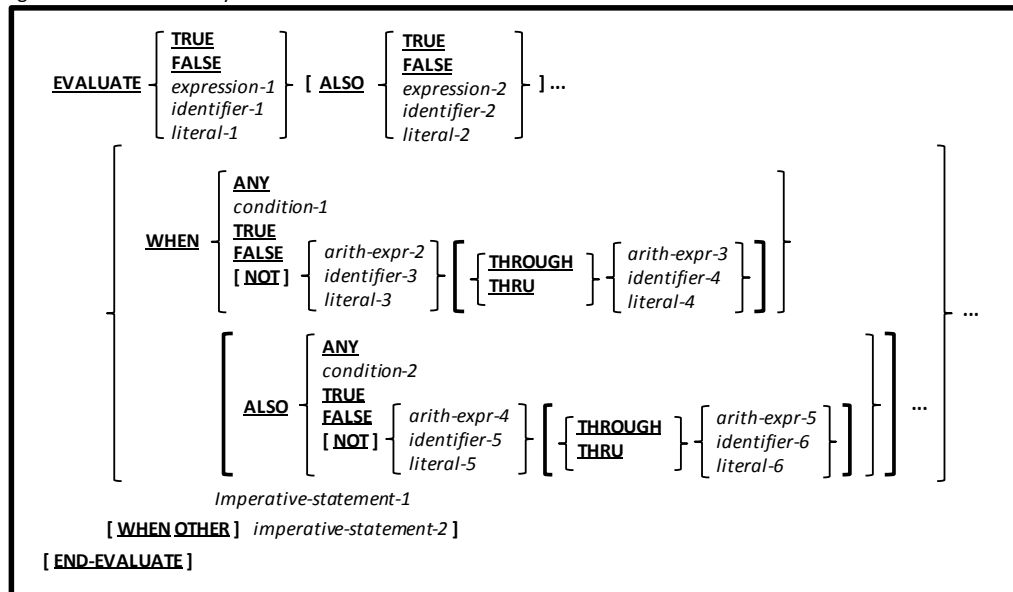 TRUE TRUE
FALSE FALSE
EVALUATE expression-1 [ ALSO expression-2 ] ...
identifier-1 identifier-2
literal-1 literal-2
ANY
condition-1
WHEN TRUE
FALSE arith-expr-2 THROUGH arith-expr-3
[ NOT ] identifier-3 THRU identifier-4
literal-3 literal-4
...
ANY
condition-2
ALSO TRUE ...
FALSE arith-expr-4 THROUGH arith-expr-5
[ NOT ] identifier-5 THRU identifier-6
literal-5 literal-6
Imperative-statement-1
[ WHEN OTHER ] imperative-statement-2 ]
[ END-EVALUATE ]